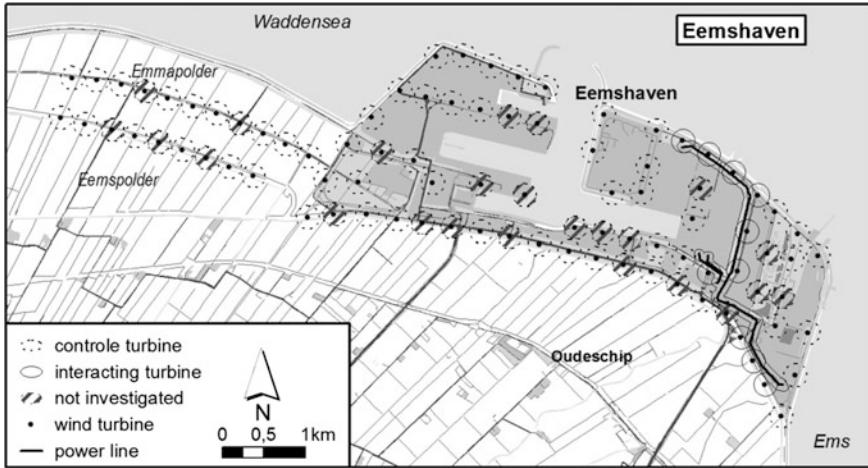 Waddensea
Eemshaven
Emmapolder
Eemshaven
Eemspolder
Oudeschip
controle turbine
interacting turbine
not investigated
wind turbine
power line
N
0 0,5 1km
Ems